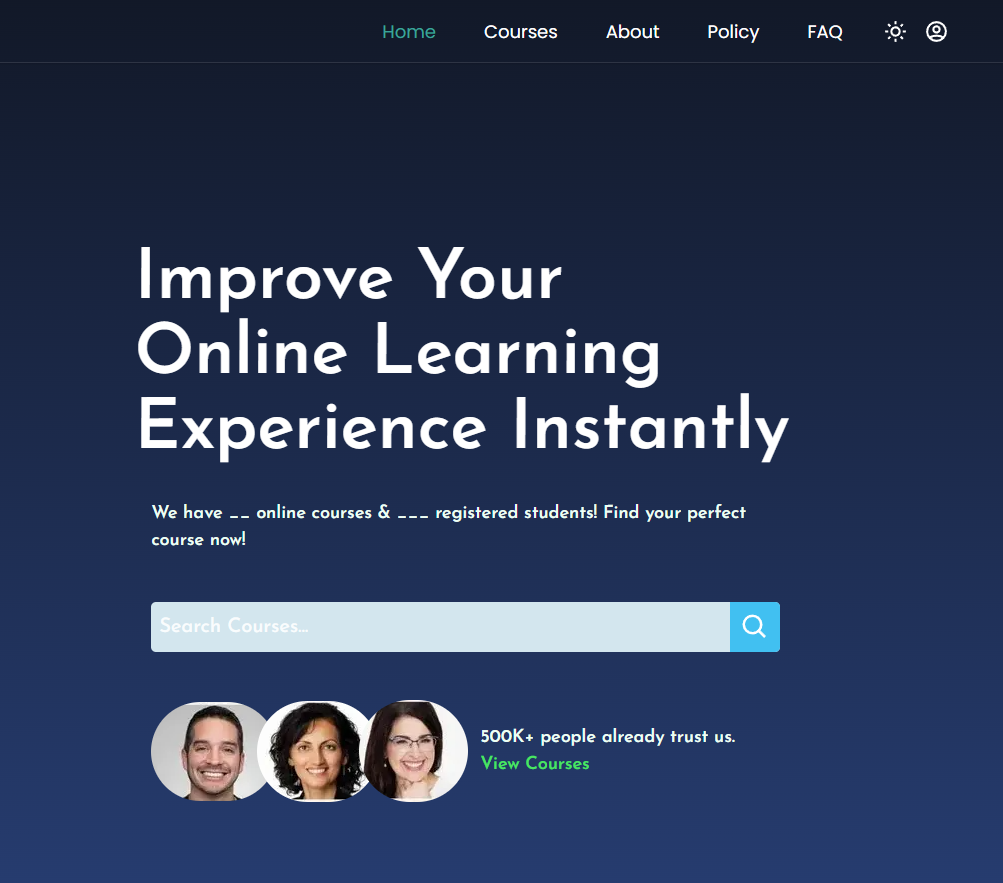 Home Courses About Policy FAQ
Improve Your
Online Learning
Experience Instantly
We have __ online courses & ___ registered students! Find your perfect
course now!
Search Courses...
500K+ people already trust us.
View Courses